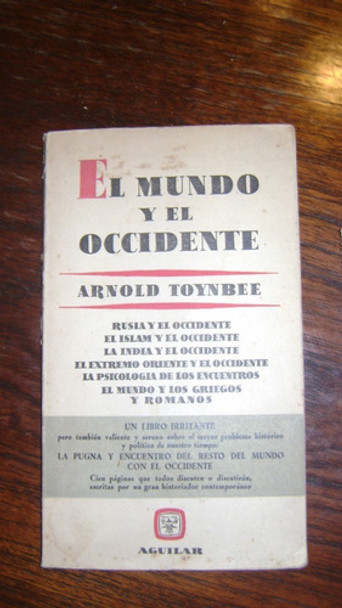 EL MUNDO
Y EL
OCCIDENTE
ARNOLD TOYNBEE
RUSIA Y EL OCCIDENTE
EL ISLAM Y EL OCCIDENTE
LA INDIA Y EL OCCIDENTE
EL EXTREMO ORIENTE Y EL OCCIDENTE
LA PSICOLOGIA DE LOS ENCUENTROS
EL MUNDO Y LOS GRIEGOS
Y ROMANOS
UN LIBRO IRRITANTE
pero también valiente y sereno sobre el mayor problema histórico
y político de nuestro tiempo:
LA PUGNA Y ENCUENTRO DEL RESTO DEL MUNDO
CON EL OCCIDENTE
Cien páginas que todos discuten o discutirán,
escritas por un gran historiador contemporáneo
AGUILAR